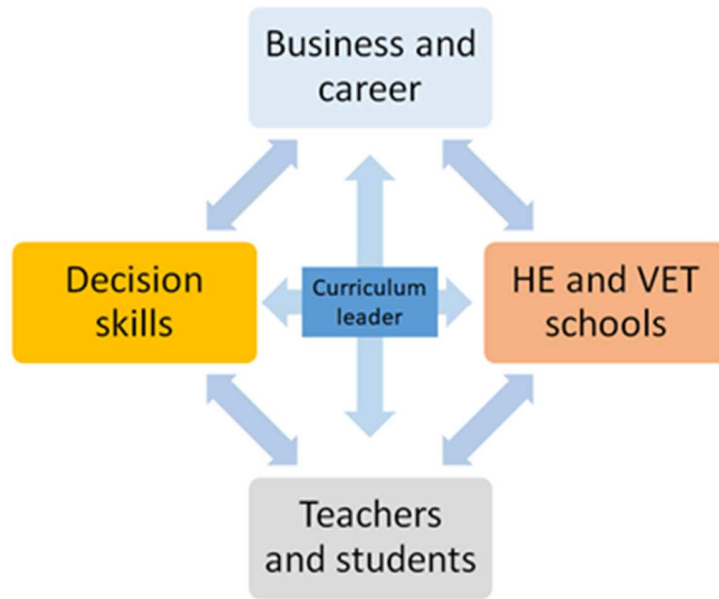 Business and
career
Decision
skills
Curriculum
leader
HE and VET
schools
Teachers
and students